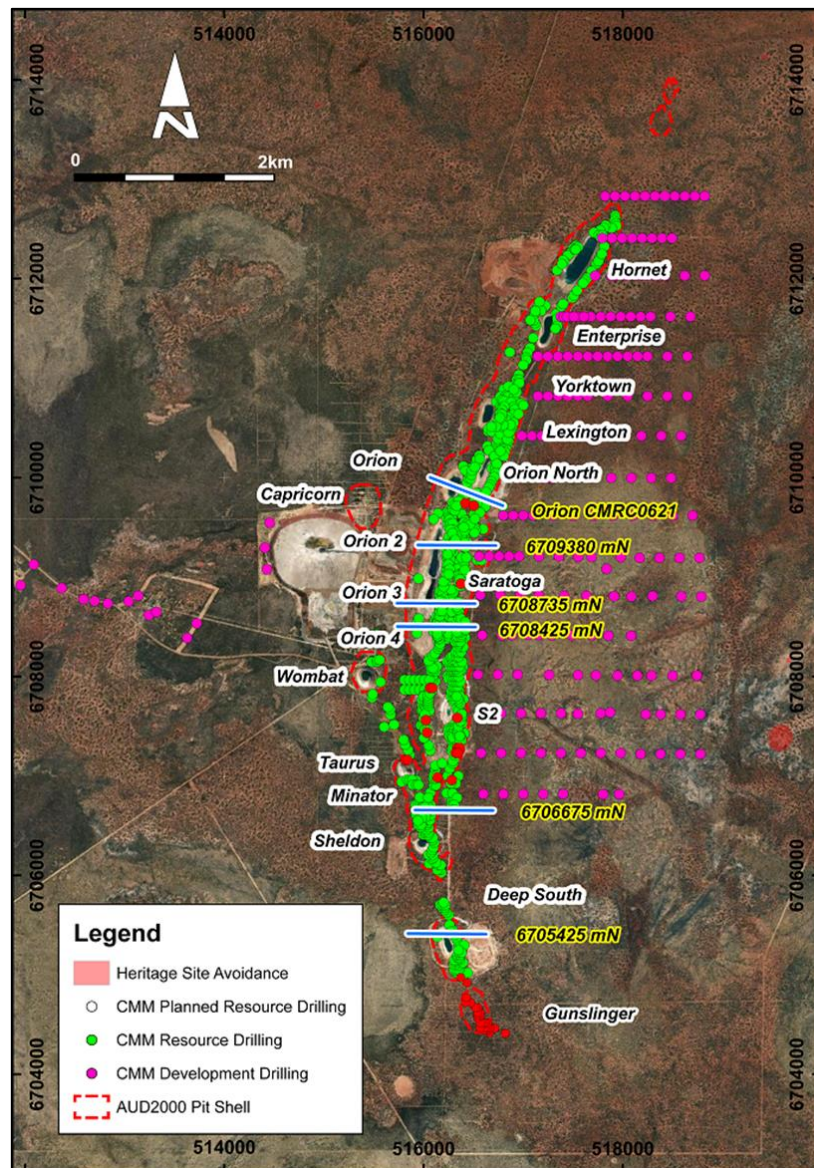 514000
516000
518000
6714000
6714000
N
0
2km
6712000
6712000
Hornet
Enterprise
Yorktown
Lexington
Orion
Orion North
6710000
6710000
Capricorn
Orion CMRC0621
Orion 2
6709380 mN
Saratoga
Orion 3
6708735 mN
Orion 4
6708425 mN
Wombat
6708000
6708000
S2
Taurus
Minator
6706675 mN
Sheldon
6706000
6706000
Deep South
6705425 mN
Gunslinger
6704000
6704000
Legend
Heritage Site Avoidance
CMM Planned Resource Drilling
CMM Resource Drilling
CMM Development Drilling
AUD2000 Pit Shell
514000
516000
518000